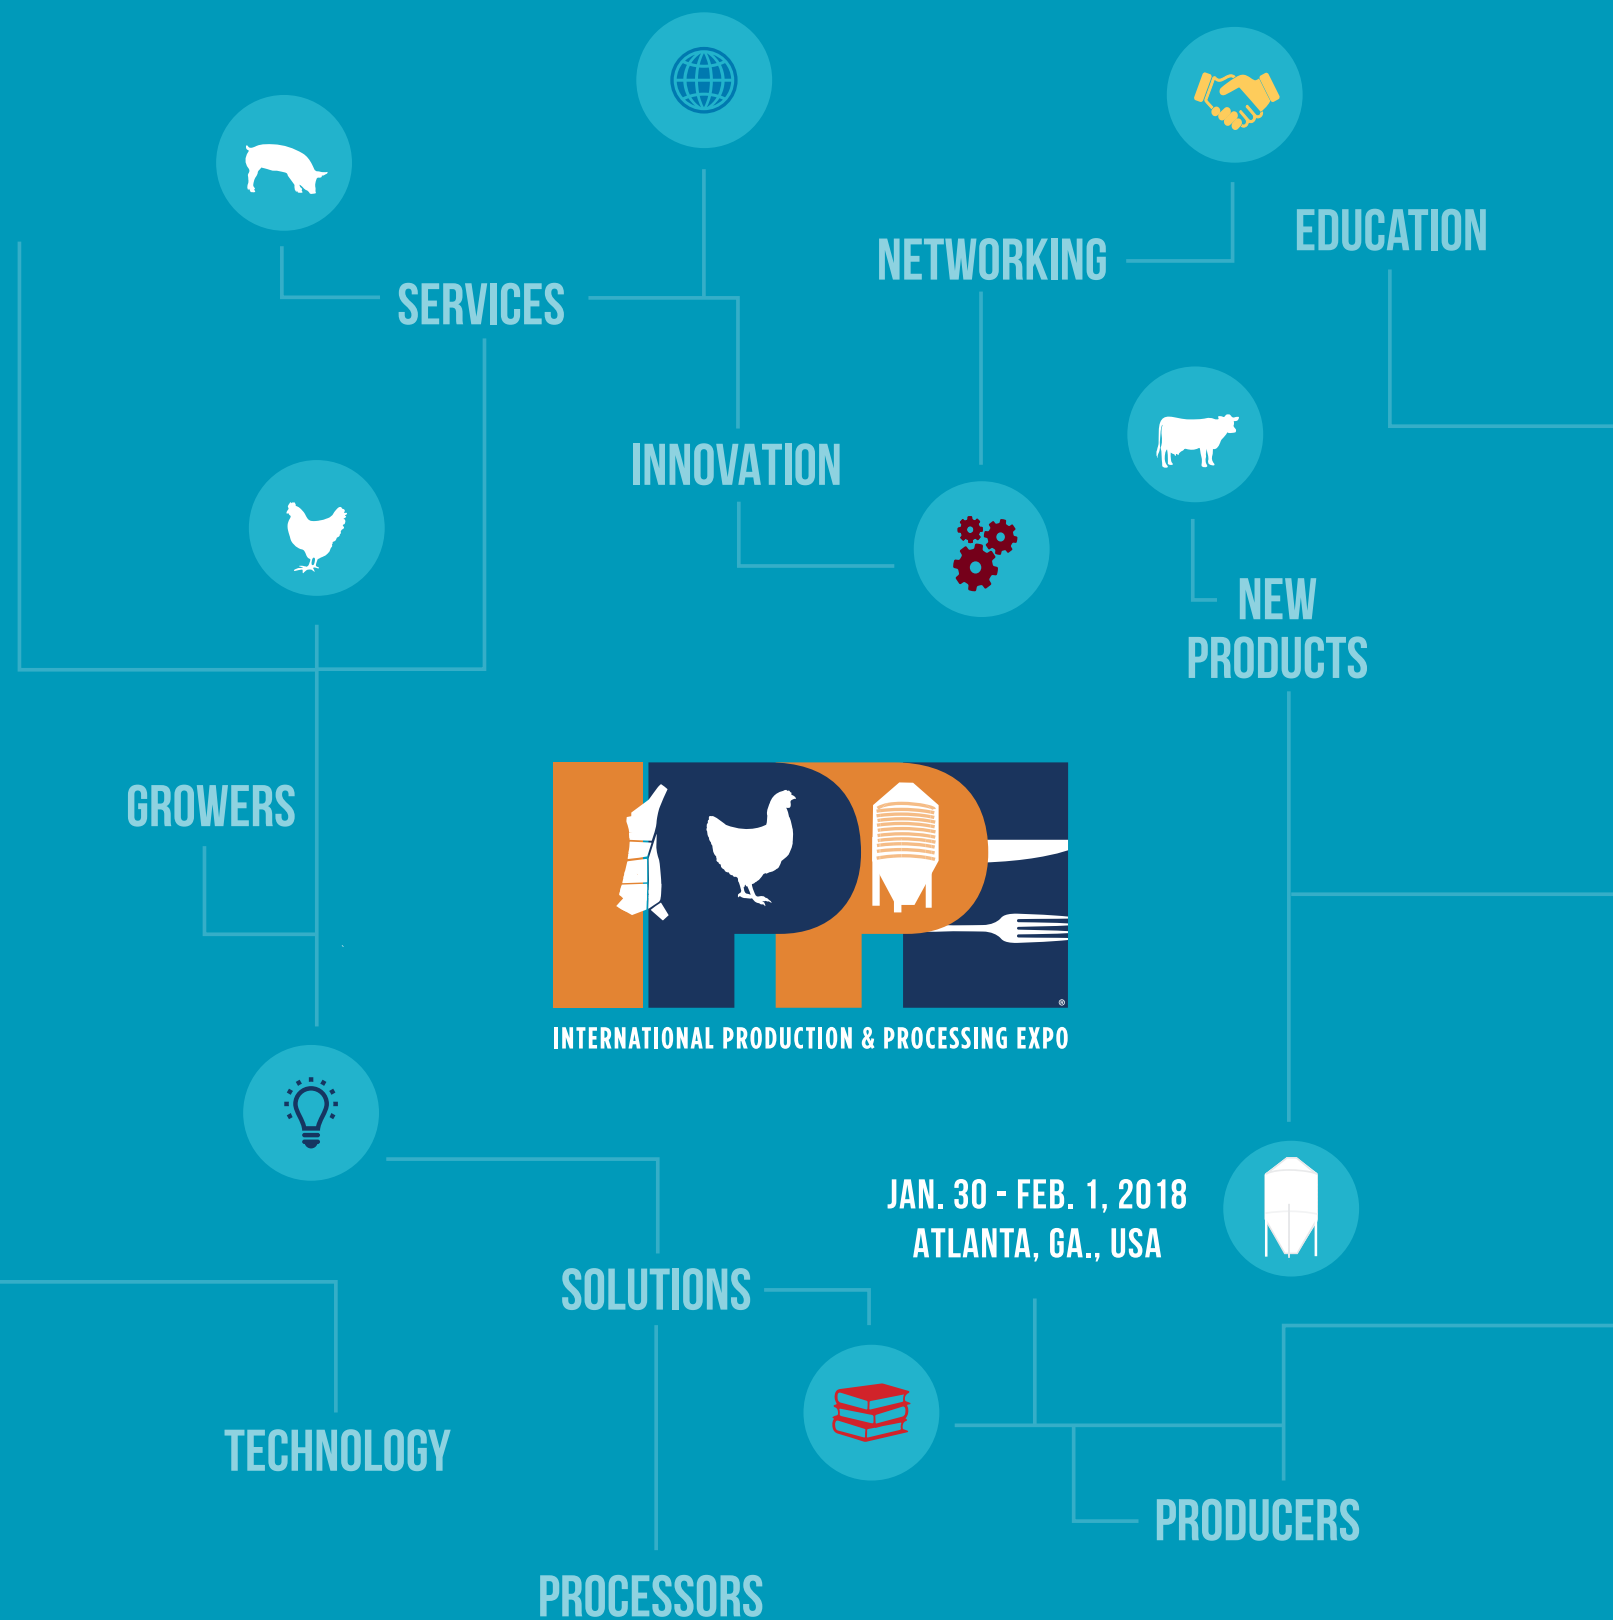 EDUCATION
NETWORKING
SERVICES
INNOVATION
NEW
PRODUCTS
GROWERS
IPPE
®
INTERNATIONAL PRODUCTION & PROCESSING EXPO
JAN. 30 - FEB. 1, 2018
ATLANTA, GA., USA
SOLUTIONS
TECHNOLOGY
PRODUCERS
PROCESSORS